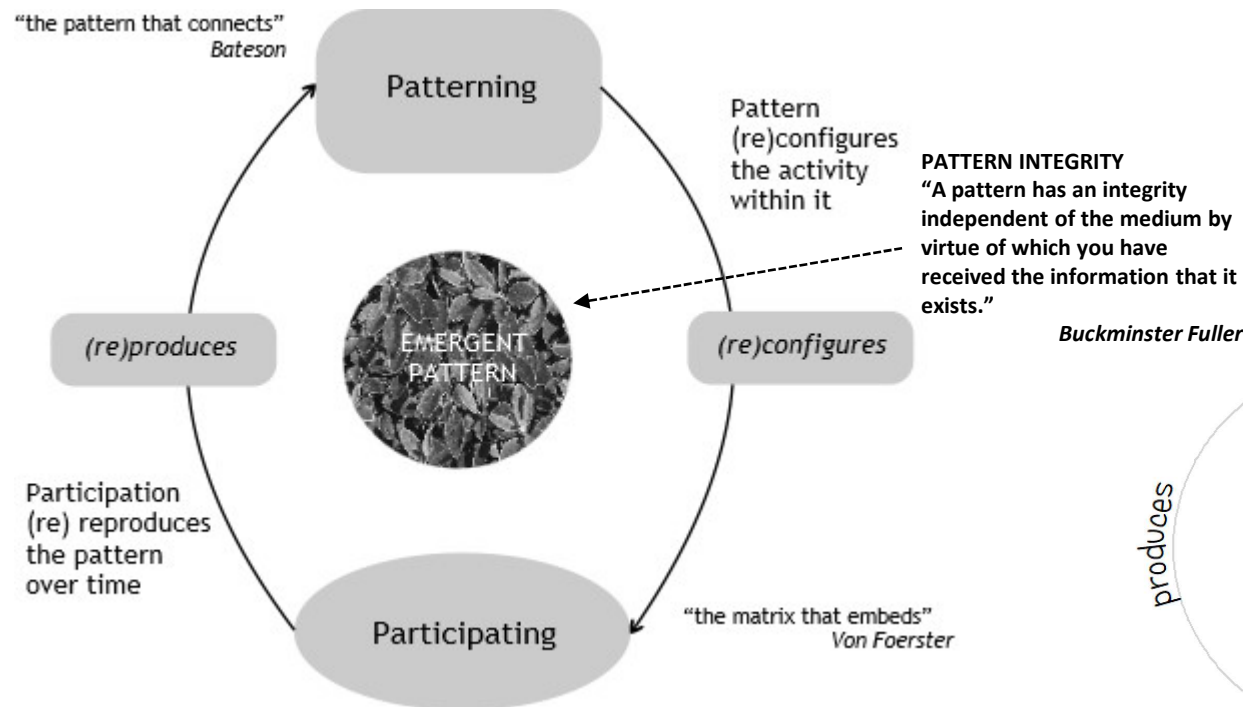 “the pattern that connects”
Bateson
Patterning
Pattern
(re)configures
the activity
within it
PATTERN INTEGRITY
“A pattern has an integrity
independent of the medium by
virtue of which you have
received the information that it
exists.”
Buckminster Fuller
EMERGENT
PATTERN
(re)produces
(re)configures
Participation
(re) reproduces
the pattern
over time
produces
Participating
“the matrix that embeds”
Von Foerster